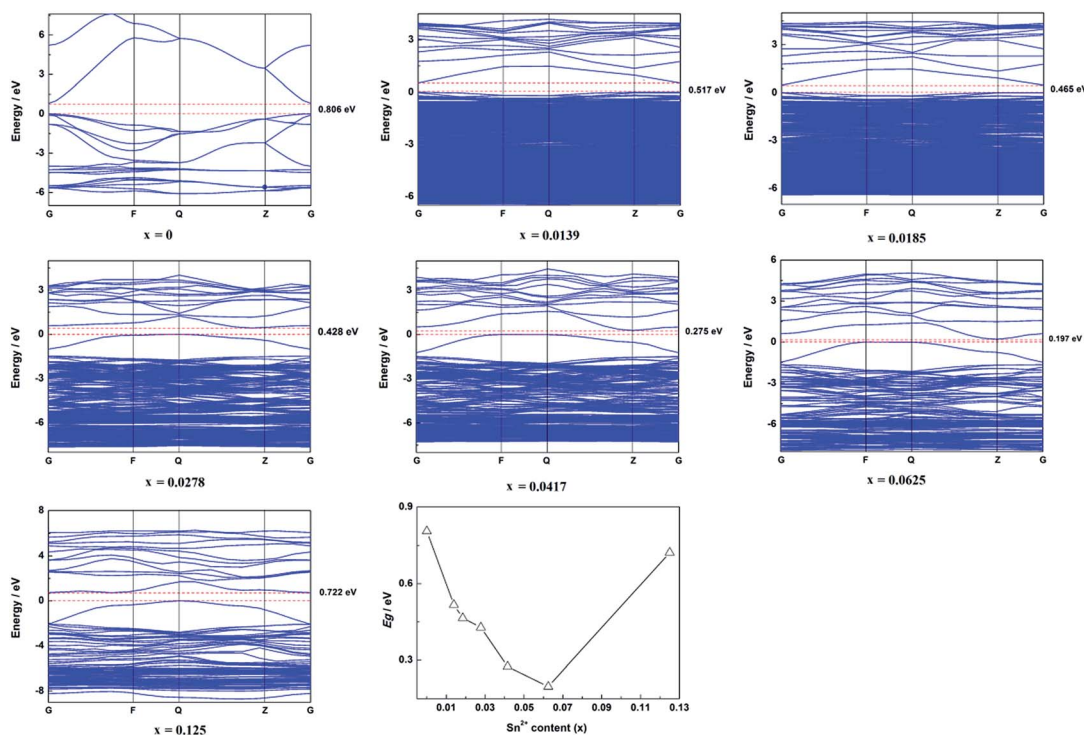 6
3
0
-3
-6
Energy / eV
0.806 eV
G F Q Z G
x = 0
3
0
-3
-6
Energy / eV
0.517 eV
G F Q Z G
x = 0.0139
3
0
-3
-6
Energy / eV
0.465 eV
G F Q Z G
x = 0.0185
3
0
-3
-6
Energy / eV
0.428 eV
G F Q Z G
x = 0.0278
3
0
-3
-6
Energy / eV
0.275 eV
G F Q Z G
x = 0.0417
6
3
0
-3
-6
Energy / eV
0.197 eV
G F Q Z G
x = 0.0625
8
4
0
-4
-8
Energy / eV
0.722 eV
G F Q Z G
x = 0.125
0.9
0.6
0.3
Eg / eV
0.01 0.03 0.05 0.07 0.09 0.11 0.13
Sn²⁺ content (x)